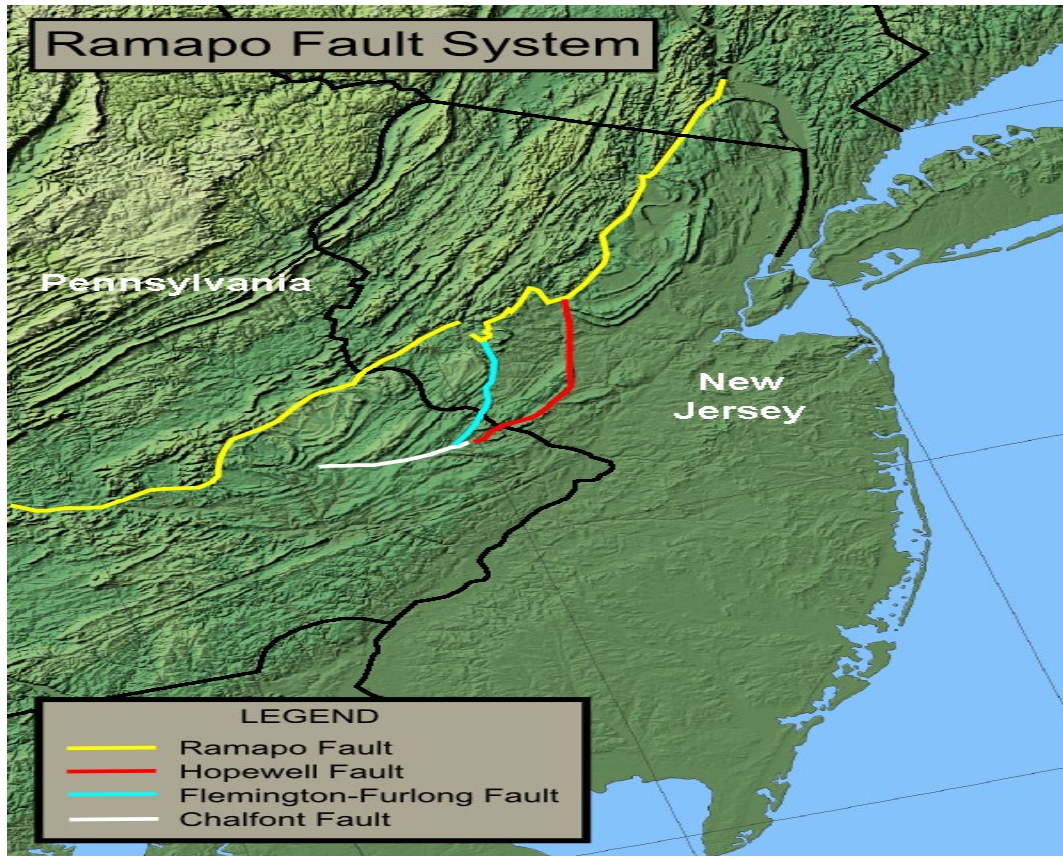 Ramapo Fault System
Pennsylvania
New
Jersey
LEGEND
Ramapo Fault
Hopewell Fault
Flemington-Furlong Fault
Chalfont Fault